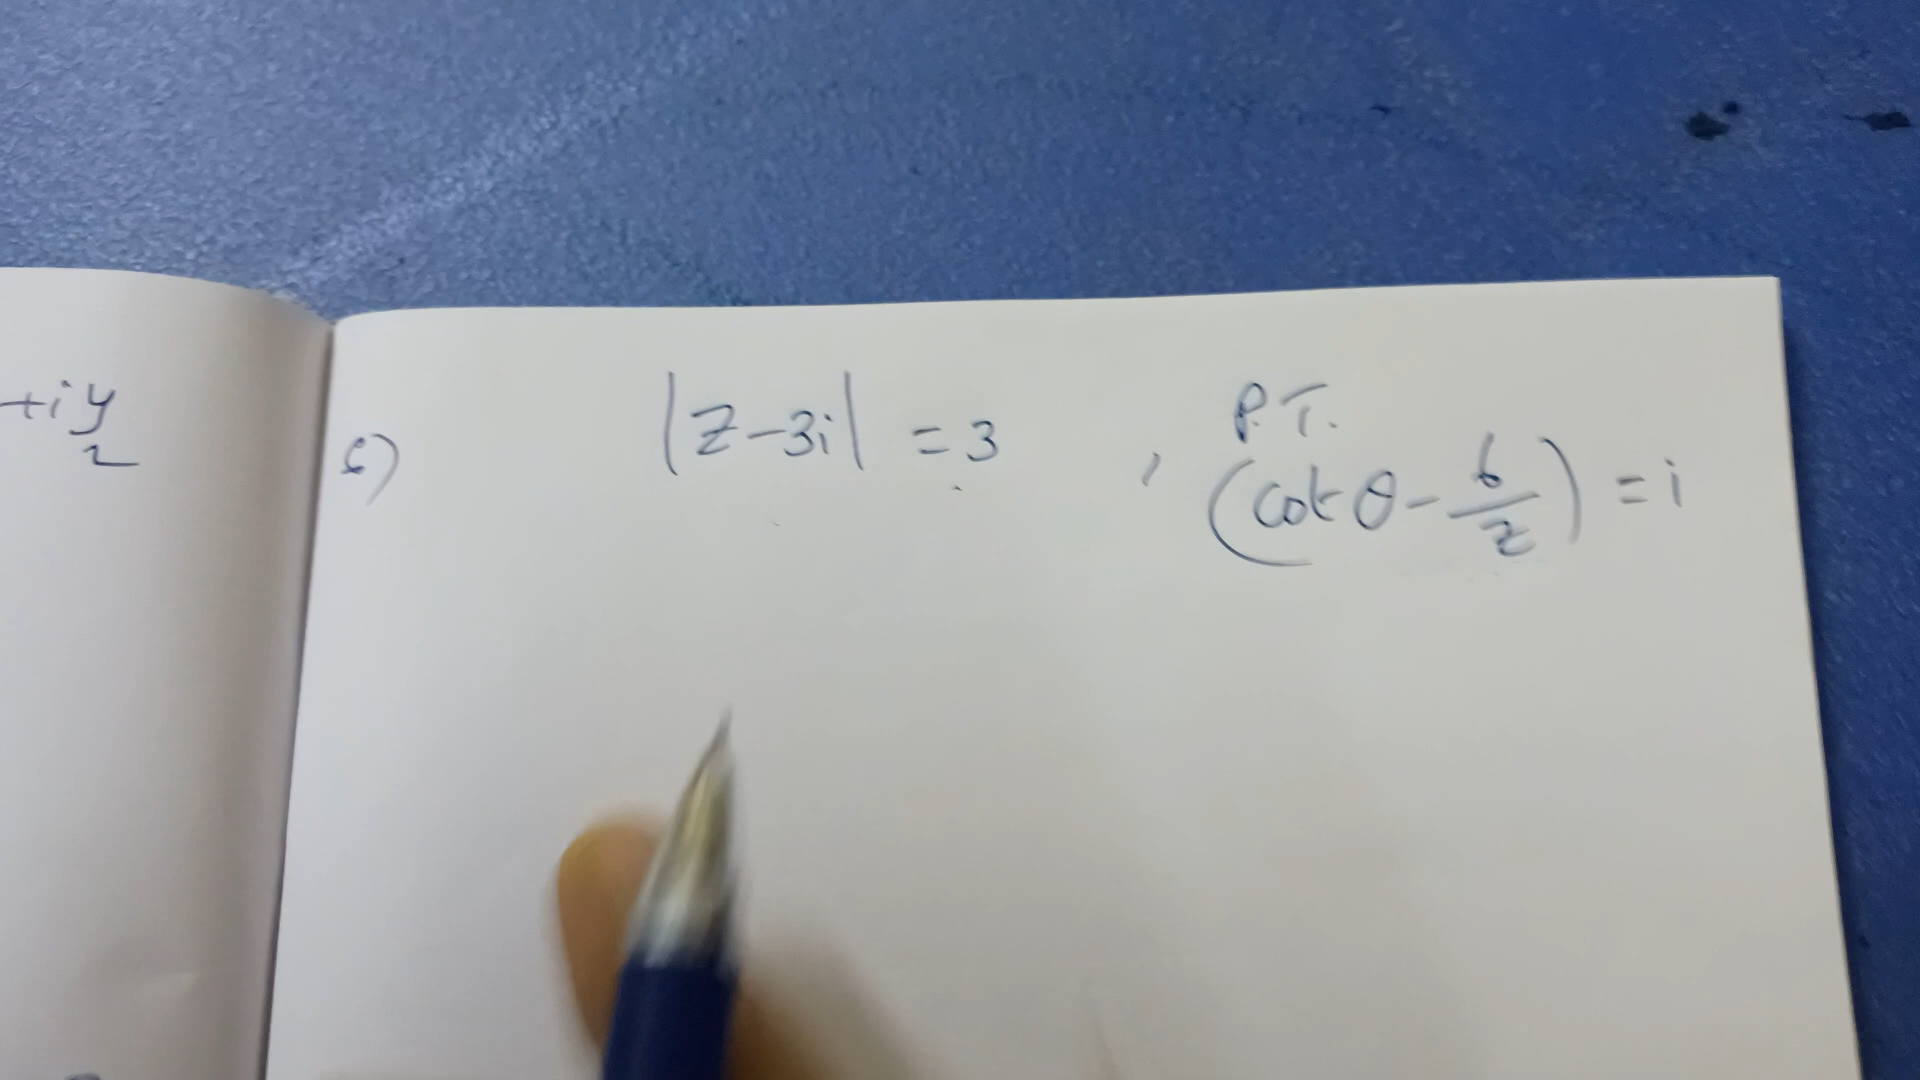 +iy
2
6) |z-3i| = 3 , P.T.
(cot θ - 6/z) = i